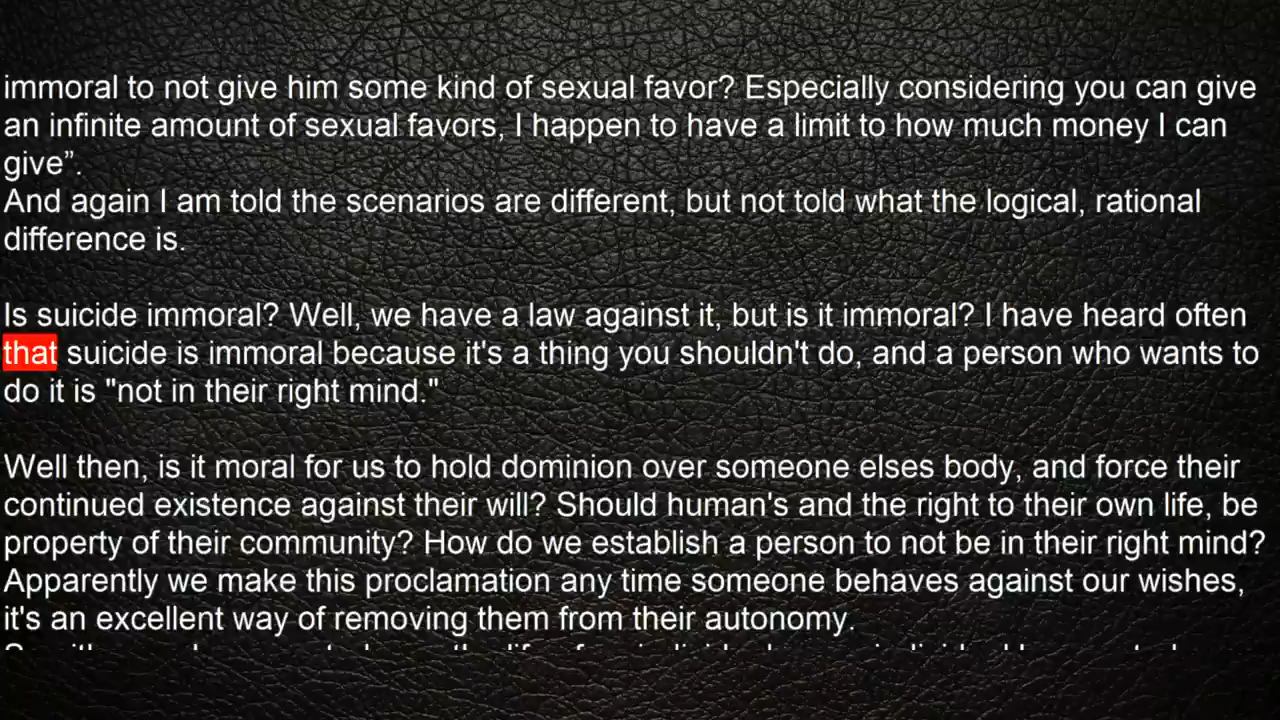 immoral to not give him some kind of sexual favor? Especially considering you can give
an infinite amount of sexual favors, I happen to have a limit to how much money I can
give”.
And again I am told the scenarios are different, but not told what the logical, rational
difference is.
Is suicide immoral? Well, we have a law against it, but is it immoral? I have heard often
that suicide is immoral because it's a thing you shouldn't do, and a person who wants to
do it is "not in their right mind."
Well then, is it moral for us to hold dominion over someone elses body, and force their
continued existence against their will? Should human's and the right to their own life, be
property of their community? How do we establish a person to not be in their right mind?
Apparently we make this proclamation any time someone behaves against our wishes,
it's an excellent way of removing them from their autonomy.